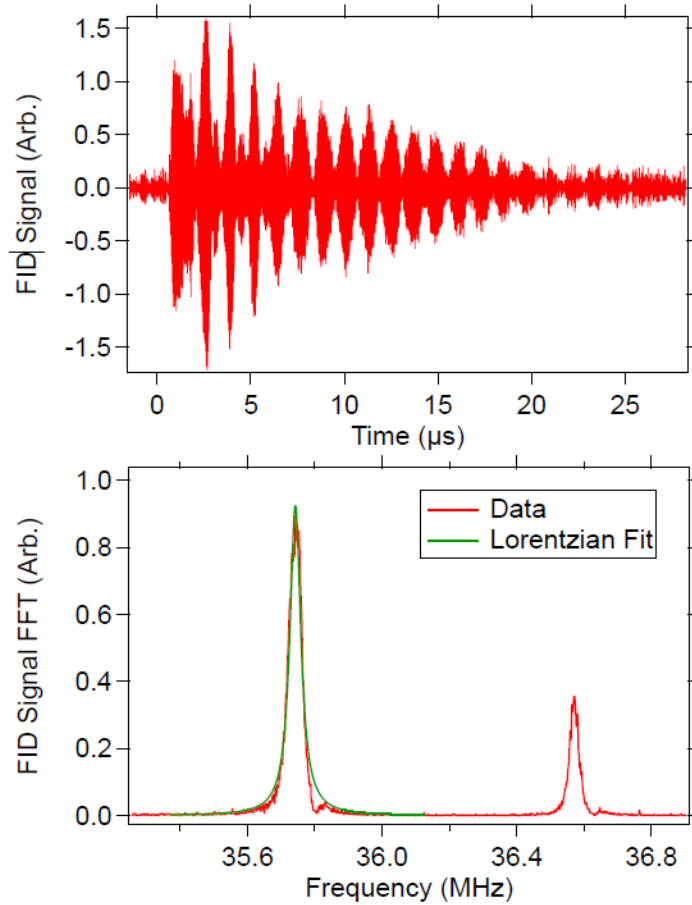 1.5
1.0
0.5
0.0
-0.5
-1.0
-1.5
FID Signal (Arb.)
0 5 10 15 20 25
Time (µs)
1.0
0.8
0.6
0.4
0.2
0.0
FID Signal FFT (Arb.)
Data
Lorentzian Fit
35.6 36.0 36.4 36.8
Frequency (MHz)